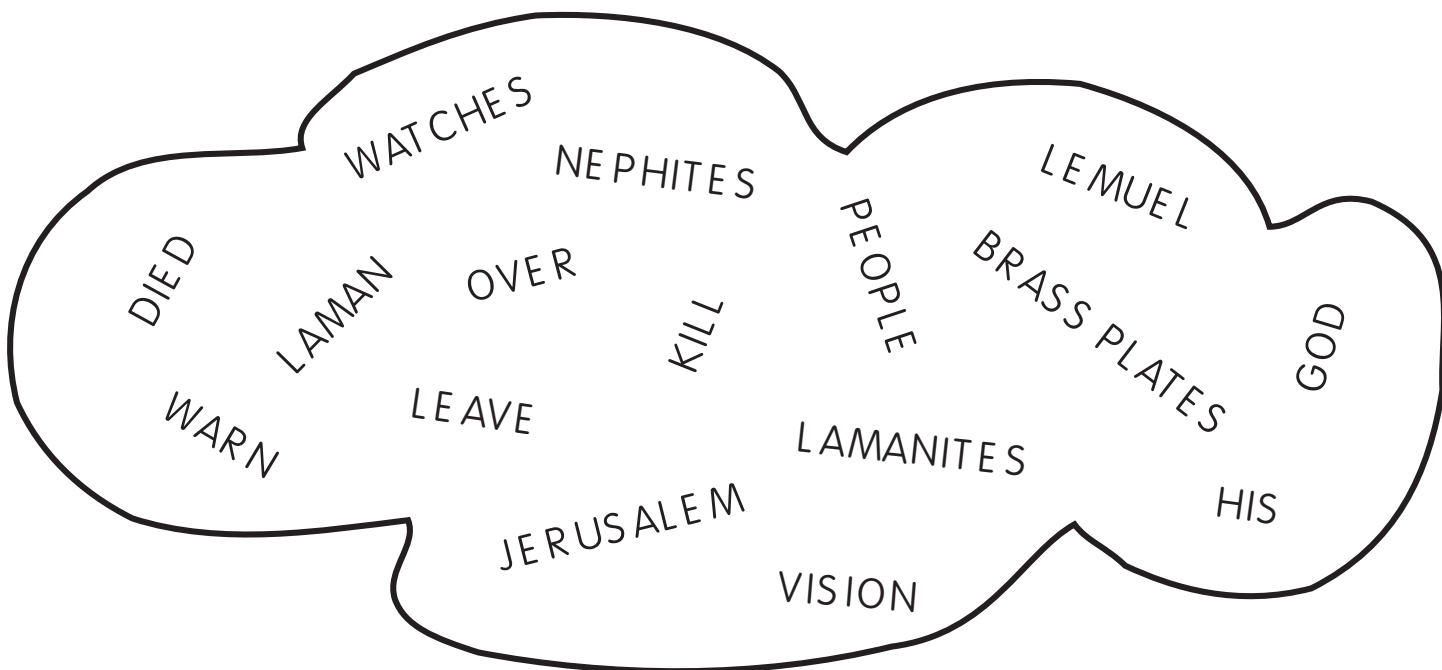 WATCHES
NEPHITES
LEMUEL
DIED
LAMAN
OVER
KILL
PEOPLE
BRASS PLATES
GOD
WARN
LEAVE
LAMANITES
HIS
JERUSALEM
VISION